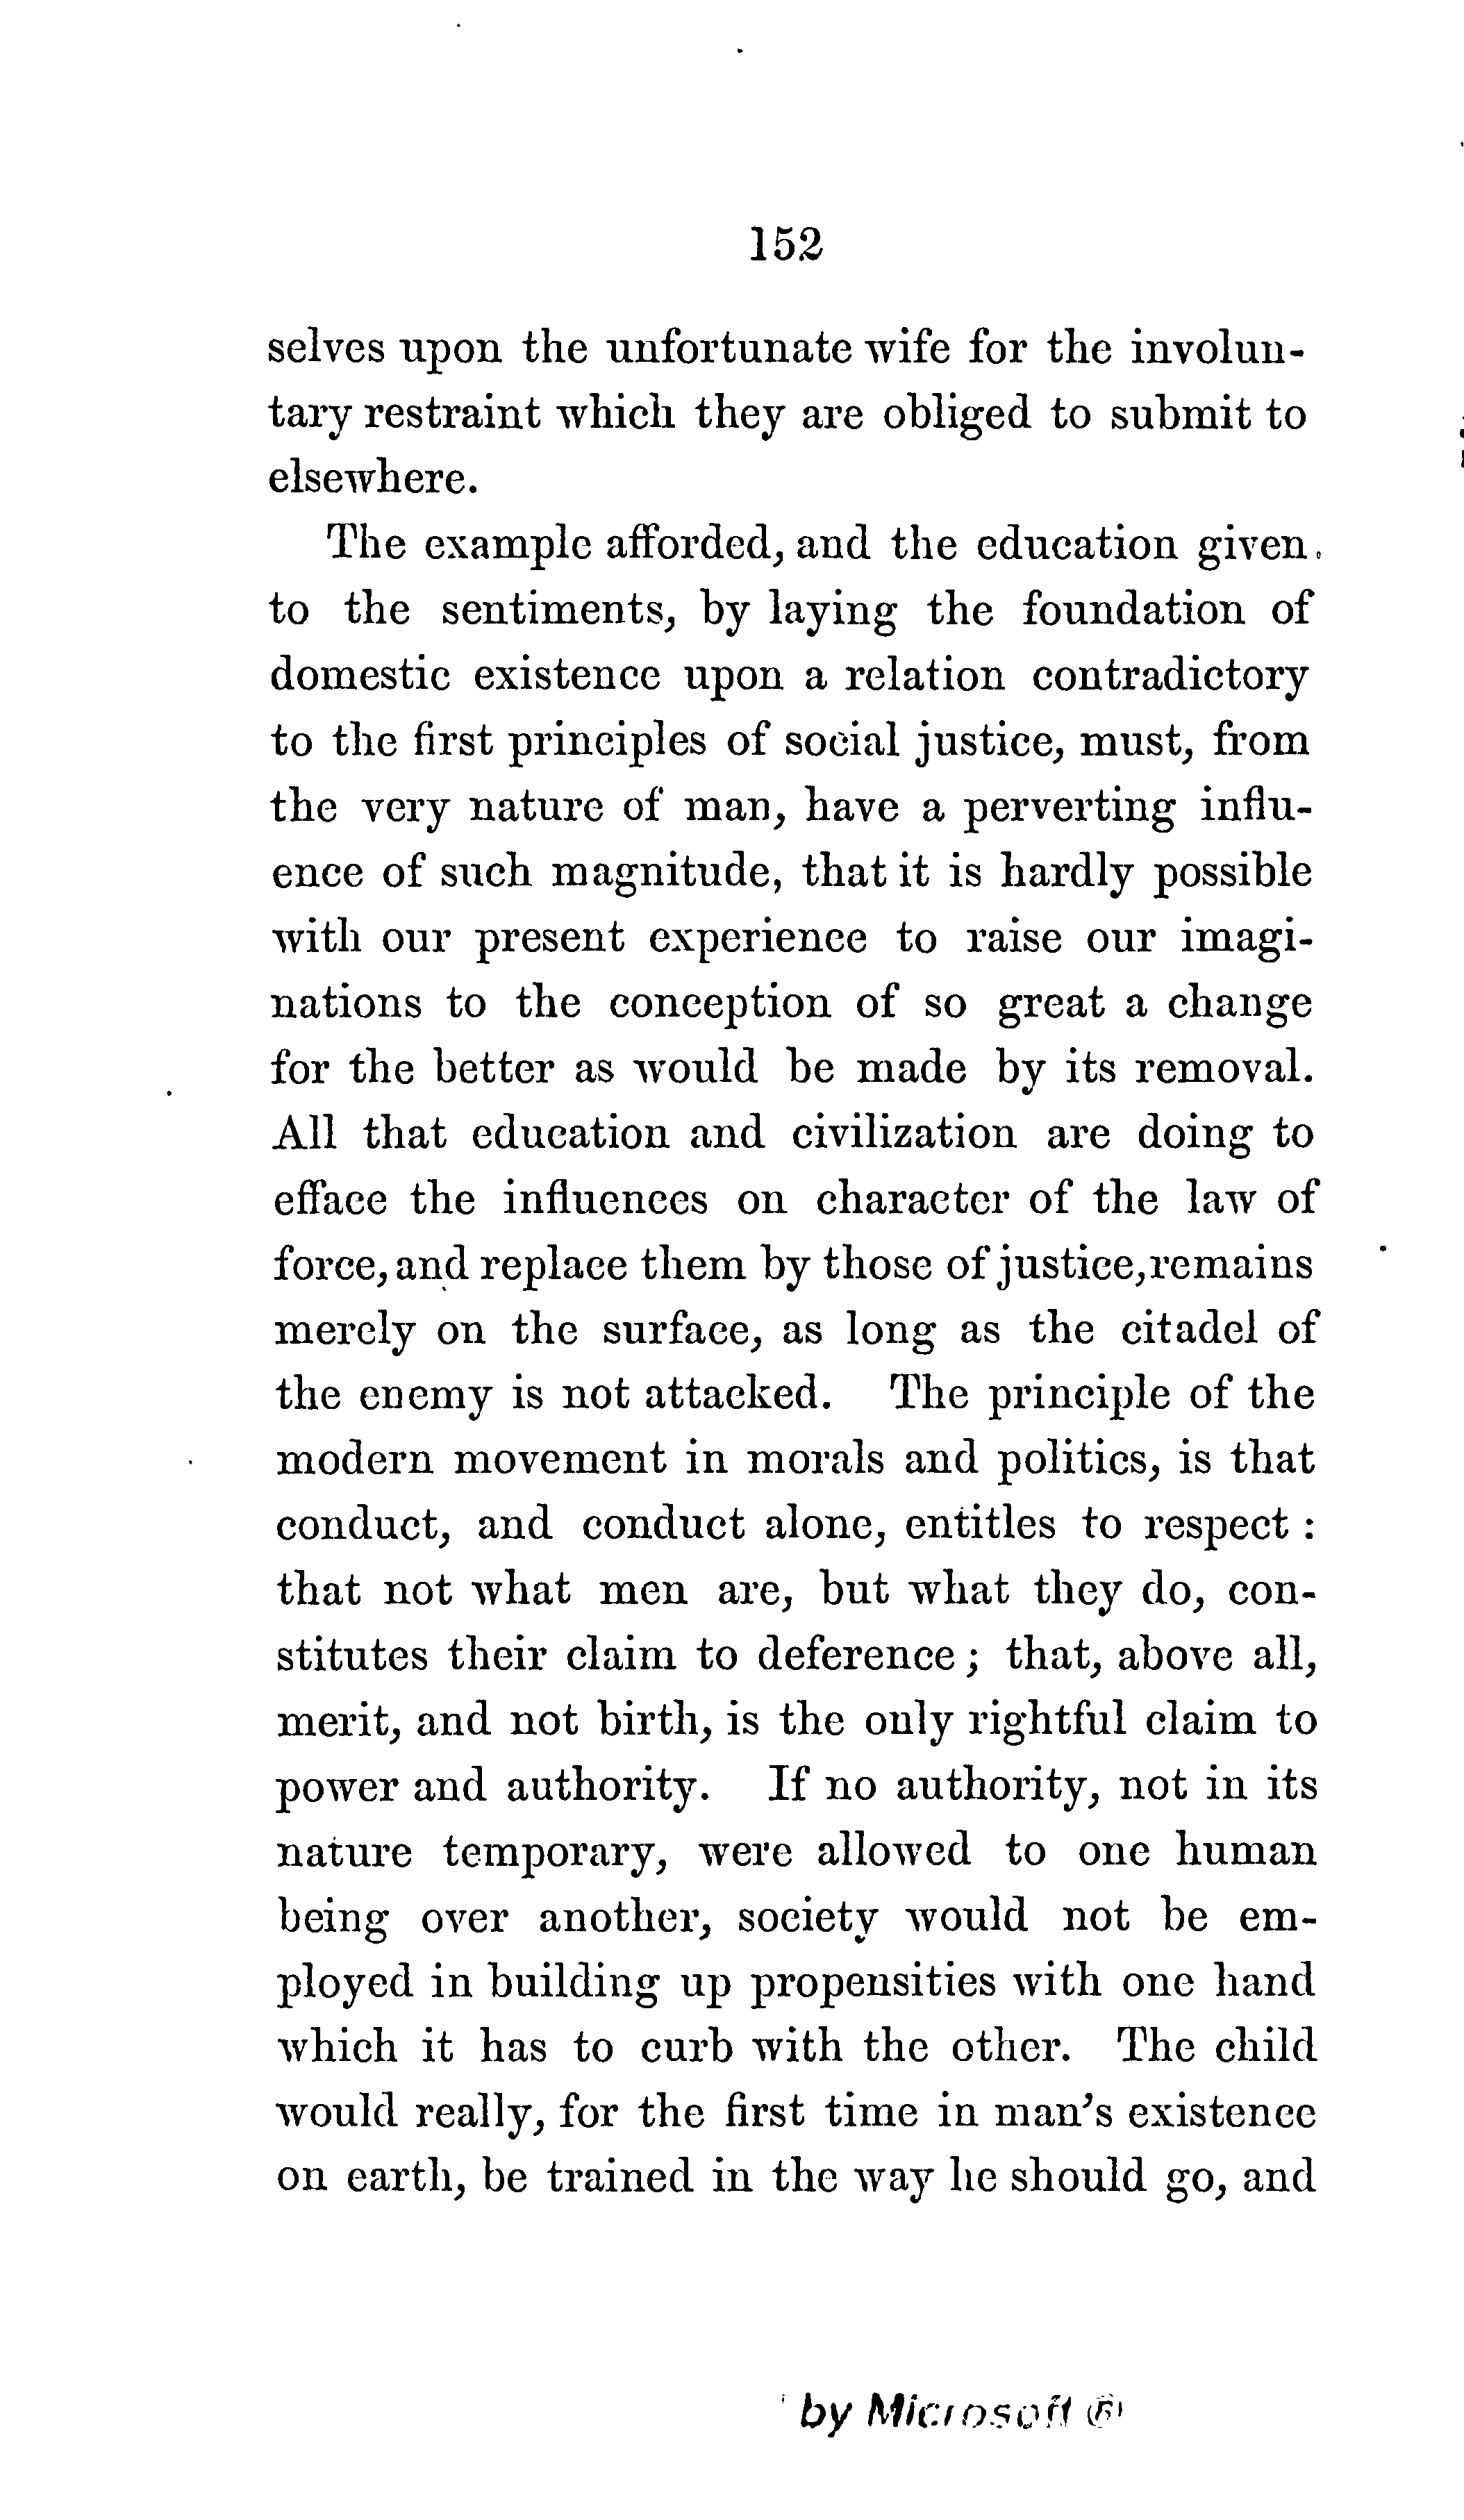 152
selves upon the unfortunate wife for the involun-
tary restraint which they are obliged to submit to
elsewhere.
The example afforded, and the education given
to the sentiments, by laying the foundation of
domestic existence upon a relation contradictory
to the first principles of social justice, must, from
the very nature of man, have a perverting influ-
ence of such magnitude, that it is hardly possible
with our present experience to raise our imagi-
nations to the conception of so great a change
for the better as would be made by its removal.
All that education and civilization are doing to
efface the influences on character of the law of
force, and replace them by those of justice, remains
merely on the surface, as long as the citadel of
the enemy is not attacked. The principle of the
modern movement in morals and politics, is that
conduct, and conduct alone, entitles to respect :
that not what men are, but what they do, con-
stitutes their claim to deference ; that, above all,
merit, and not birth, is the only rightful claim to
power and authority. If no authority, not in its
nature temporary, were allowed to one human
being over another, society would not be em-
ployed in building up propensities with one hand
which it has to curb with the other. The child
would really, for the first time in man's existence
on earth, be trained in the way he should go, and
by Microsoft ®